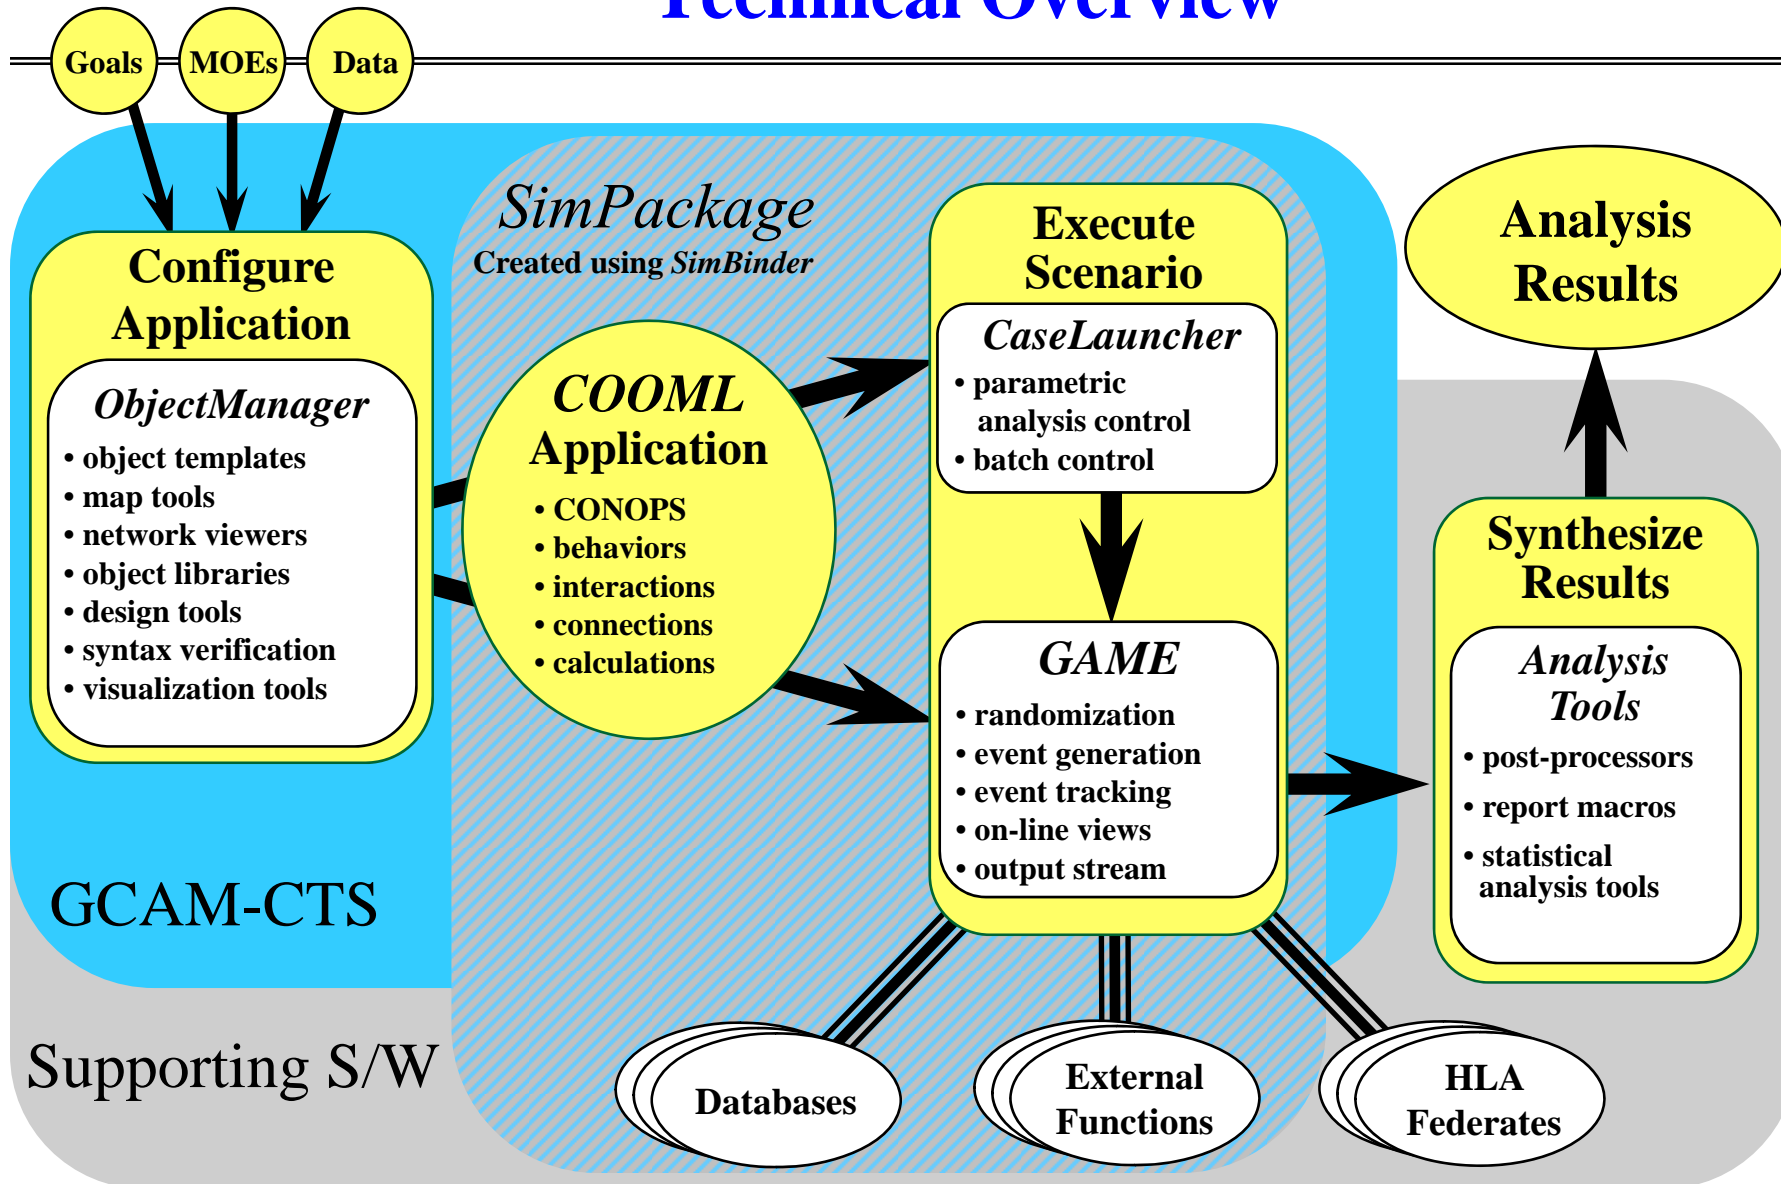 Technical Overview
Goals
MOEs
Data
SimPackage
Created using SimBinder
Configure
Application
ObjectManager
• object templates
• map tools
• network viewers
• object libraries
• design tools
• syntax verification
• visualization tools
COOML
Application
• CONOPS
• behaviors
• interactions
• connections
• calculations
Execute
Scenario
CaseLauncher
• parametric
analysis control
• batch control
GAME
• randomization
• event generation
• event tracking
• on-line views
• output stream
Analysis
Results
Synthesize
Results
Analysis
Tools
• post-processors
• report macros
• statistical
analysis tools
GCAM-CTS
Supporting S/W
Databases
External
Functions
HLA
Federates